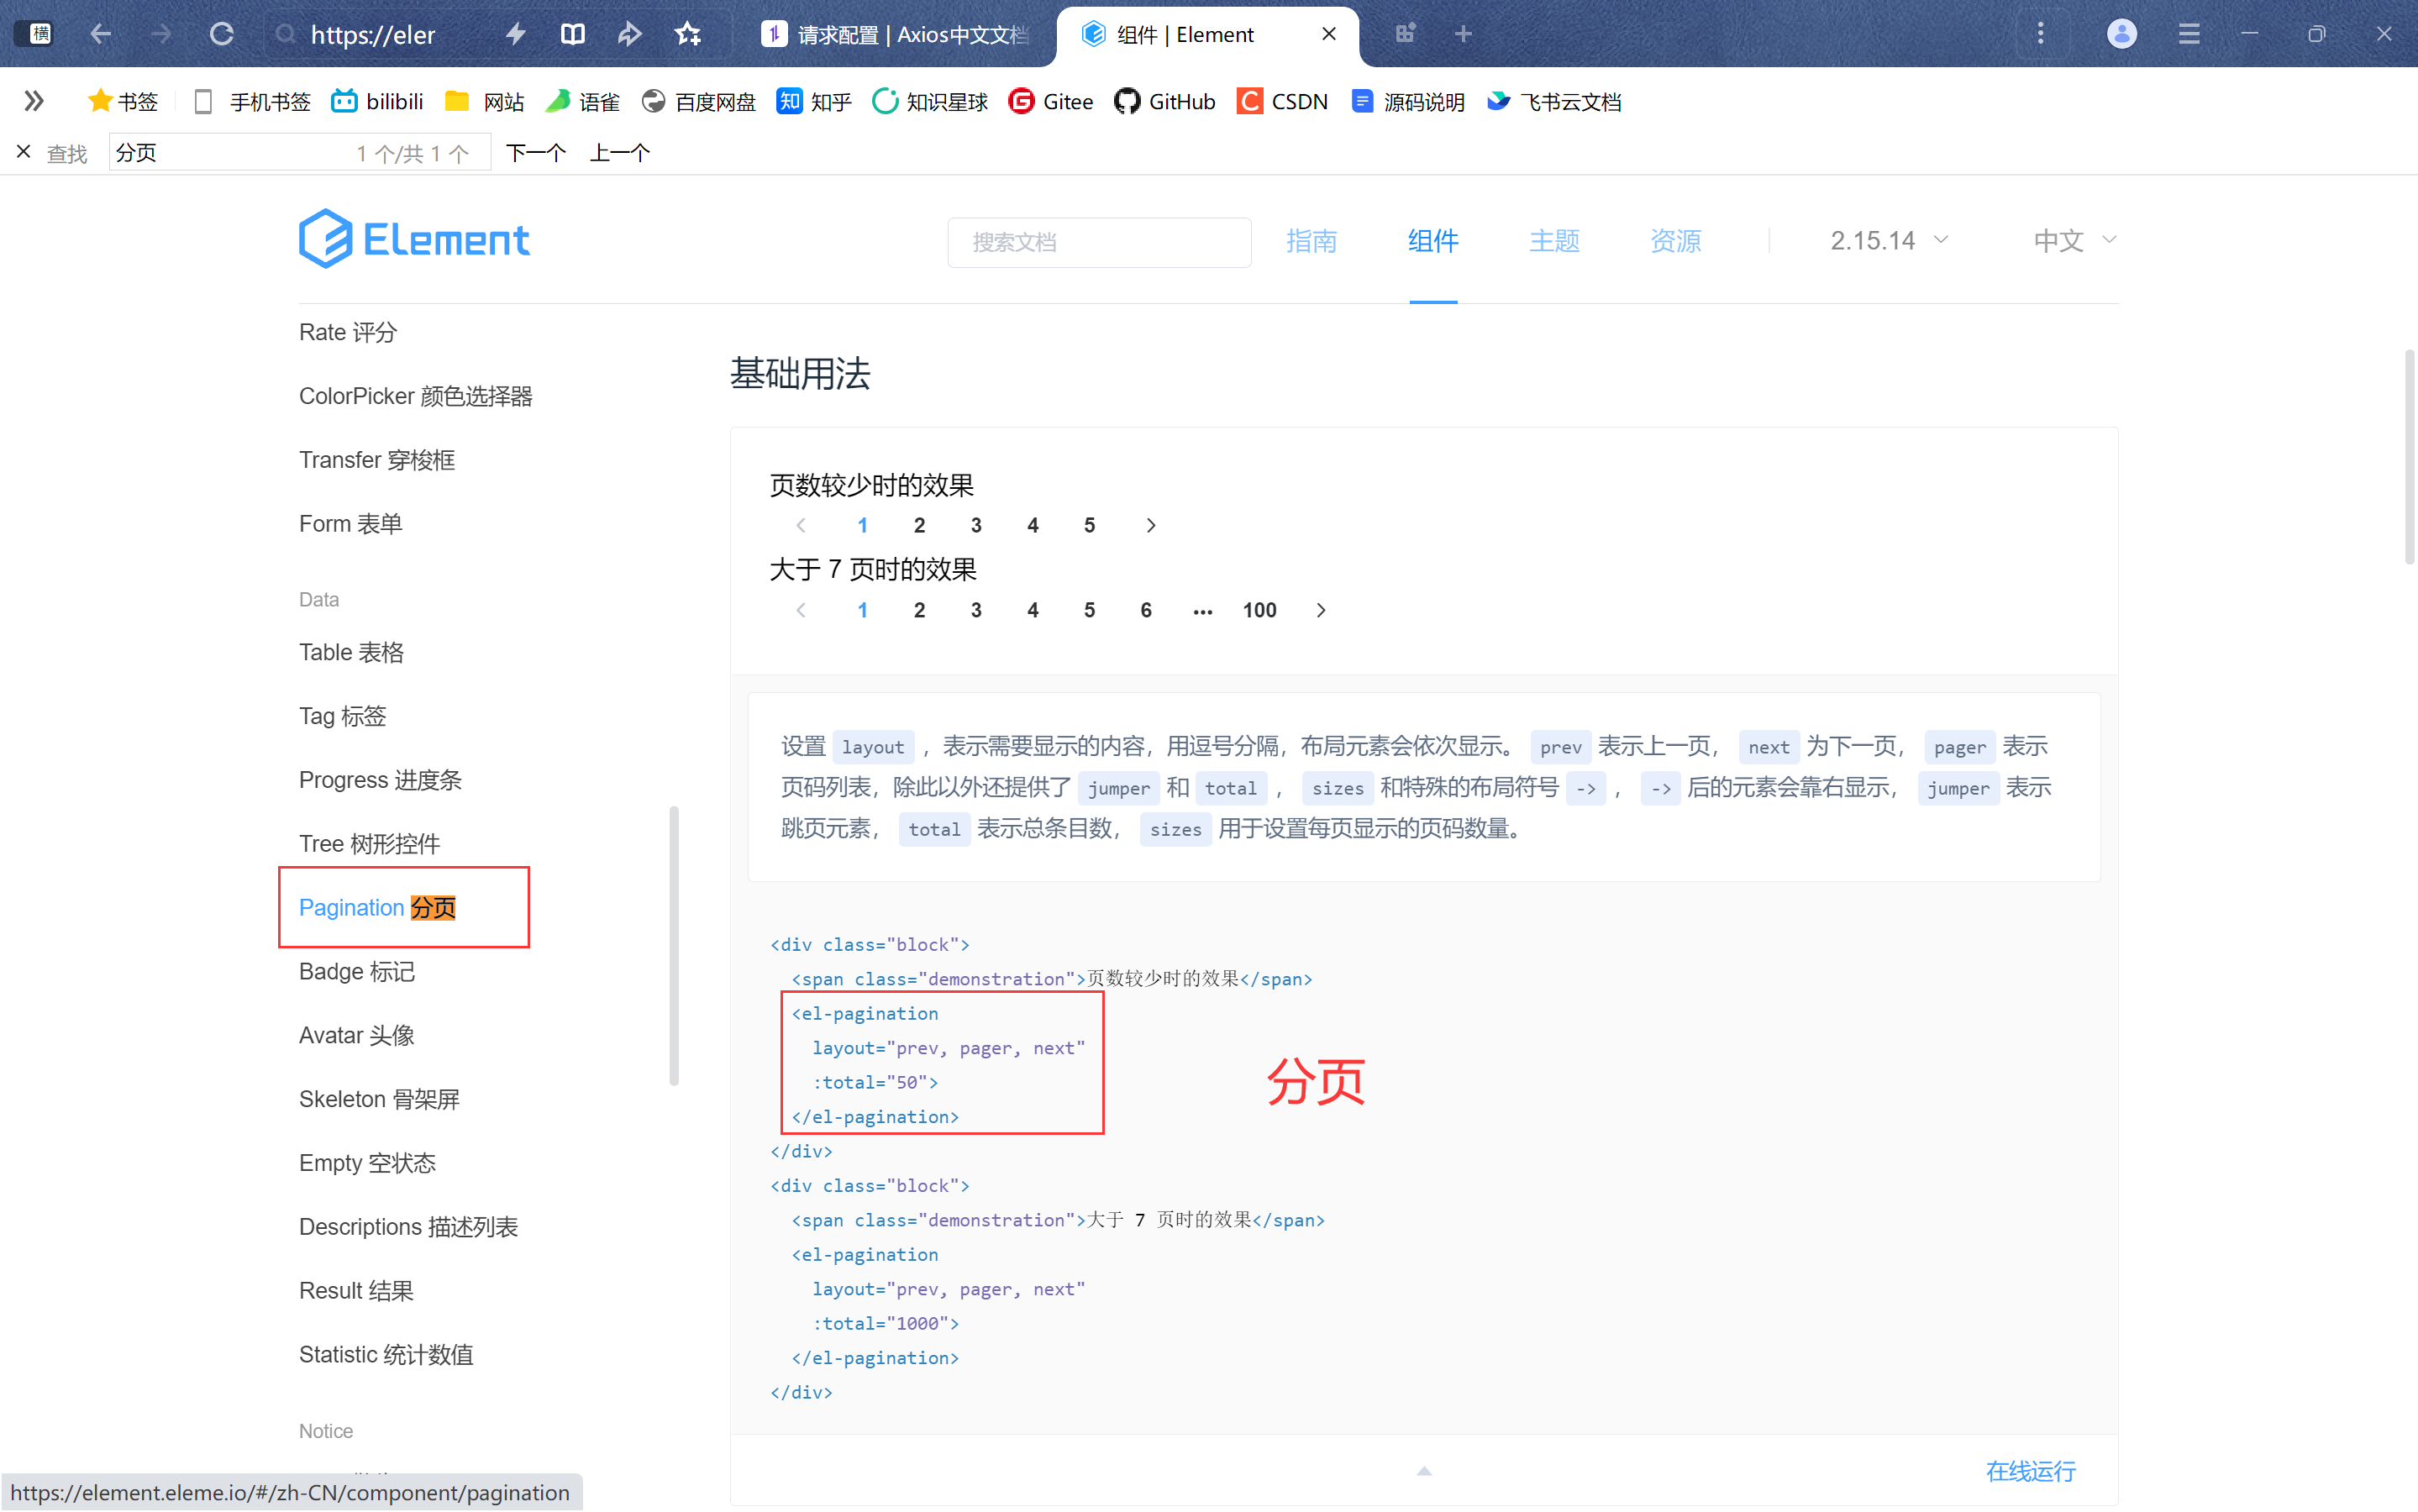 横
https://eler
请求配置 | Axios中文文档
组件 | Element
书签
手机书签
bilibili
网站
语雀
百度网盘
知 知乎
知识星球
Gitee
GitHub
CSDN
源码说明
飞书云文档
查找
分页
1 个/共 1 个
下一个
上一个
Element
搜索文档
指南
组件
主题
资源
2.15.14
中文
Rate 评分
ColorPicker 颜色选择器
Transfer 穿梭框
Form 表单
Data
Table 表格
Tag 标签
Progress 进度条
Tree 树形控件
Pagination 分页
Badge 标记
Avatar 头像
Skeleton 骨架屏
Empty 空状态
Descriptions 描述列表
Result 结果
Statistic 统计数值
Notice
https://element.eleme.io/#/zh-CN/component/pagination
基础用法
页数较少时的效果
1 2 3 4 5
大于 7 页时的效果
1 2 3 4 5 6 ••• 100
设置 layout ，表示需要显示的内容，用逗号分隔，布局元素会依次显示。 prev 表示上一页， next 为下一页， pager 表示
页码列表，除此以外还提供了 jumper 和 total ， sizes 和特殊的布局符号 -> ， -> 后的元素会靠右显示， jumper 表示
跳页元素， total 表示总条目数， sizes 用于设置每页显示的页码数量。
<div class="block">
<span class="demonstration">页数较少时的效果</span>
<el-pagination
layout="prev, pager, next"
:total="50">
</el-pagination>
分页
</div>
<div class="block">
<span class="demonstration">大于 7 页时的效果</span>
<el-pagination
layout="prev, pager, next"
:total="1000">
</el-pagination>
</div>
在线运行